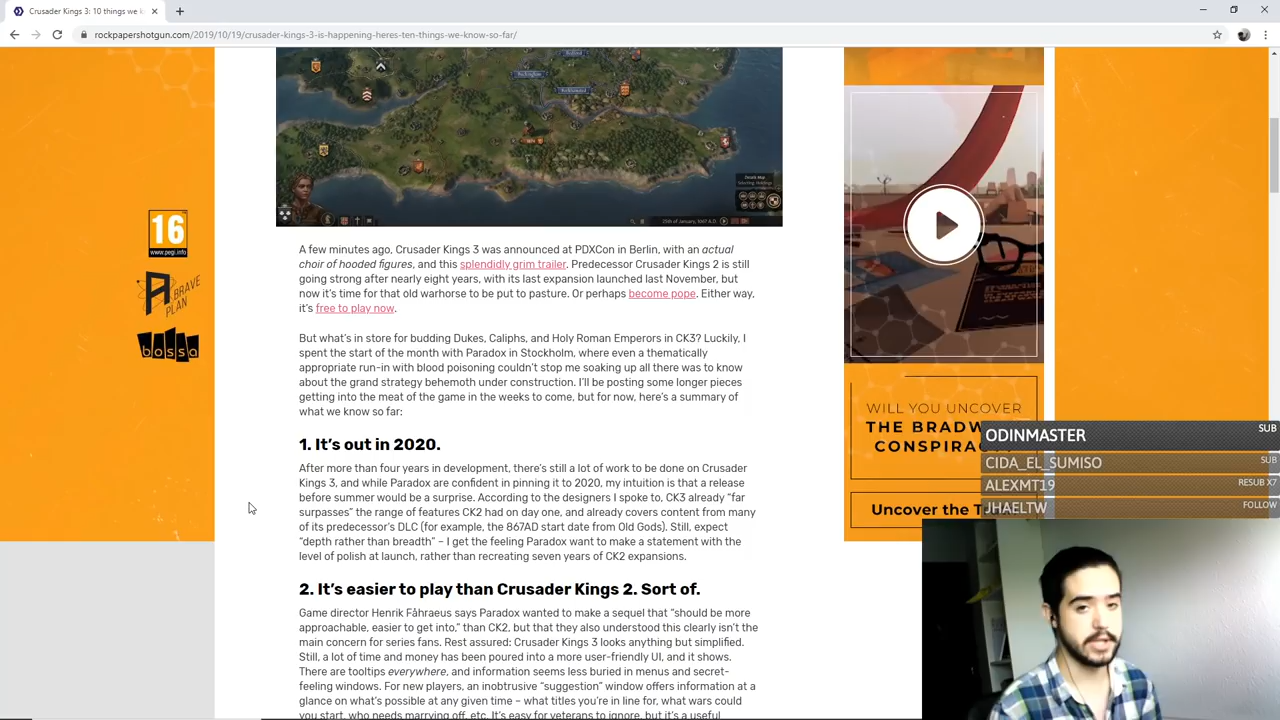 Crusader Kings 3: 10 things we k
rockpapershotgun.com/2019/10/19/crusader-kings-3-is-happening-heres-ten-things-we-know-so-far/
A few minutes ago, Crusader Kings 3 was announced at PDXCon in Berlin, with an actual
choir of hooded figures, and this splendidly grim trailer. Predecessor Crusader Kings 2 is still
going strong after nearly eight years, with its last expansion launched last November, but
now it's time for that old warhorse to be put to pasture. Or perhaps become pope. Either way,
it's free to play now.
But what's in store for budding Dukes, Caliphs, and Holy Roman Emperors in CK3? Luckily, I
spent the start of the month with Paradox in Stockholm, where even a thematically
appropriate run-in with blood poisoning couldn't stop me soaking up all there was to know
about the grand strategy behemoth under construction. I'll be posting some longer pieces
getting into the meat of the game in the weeks to come, but for now, here's a summary of
what we know so far:
1. It's out in 2020.
After more than four years in development, there's still a lot of work to be done on Crusader
Kings 3, and while Paradox are confident in pinning it to 2020, my intuition is that a release
before summer would be a surprise. According to the designers I spoke to, CK3 already “far
surpasses” the range of features CK2 had on day one, and already covers content from many
of its predecessor's DLC (for example, the 867AD start date from Old Gods). Still, expect
“depth rather than breadth” – I get the feeling Paradox want to make a statement with the
level of polish at launch, rather than recreating seven years of CK2 expansions.
2. It's easier to play than Crusader Kings 2. Sort of.
Game director Henrik Fåhraeus says Paradox wanted to make a sequel that “should be more
approachable, easier to get into,” than CK2, but that they also understood this clearly isn't the
main concern for series fans. Rest assured: Crusader Kings 3 looks anything but simplified.
Still, a lot of time and money has been poured into a more user-friendly UI, and it shows.
There are tooltips everywhere, and information seems less buried in menus and secret-
feeling windows. For new players, an inobtrusive “suggestion” window offers information at a
glance on what's possible at any given time – what titles you're in line for, what wars could
you start, who needs marrying off, etc. It's easy for veterans to ignore, but it's a useful
16
www.pegi.info
A BRAVE
PLAN
bossa
WILL YOU UNCOVER
THE BRADW
CONSPIRAC
Uncover the T
ODINMASTER SUB
CIDA_EL_SUMISO SUB
ALEXMT19 RESUB X7
JHAELTW FOLLOW